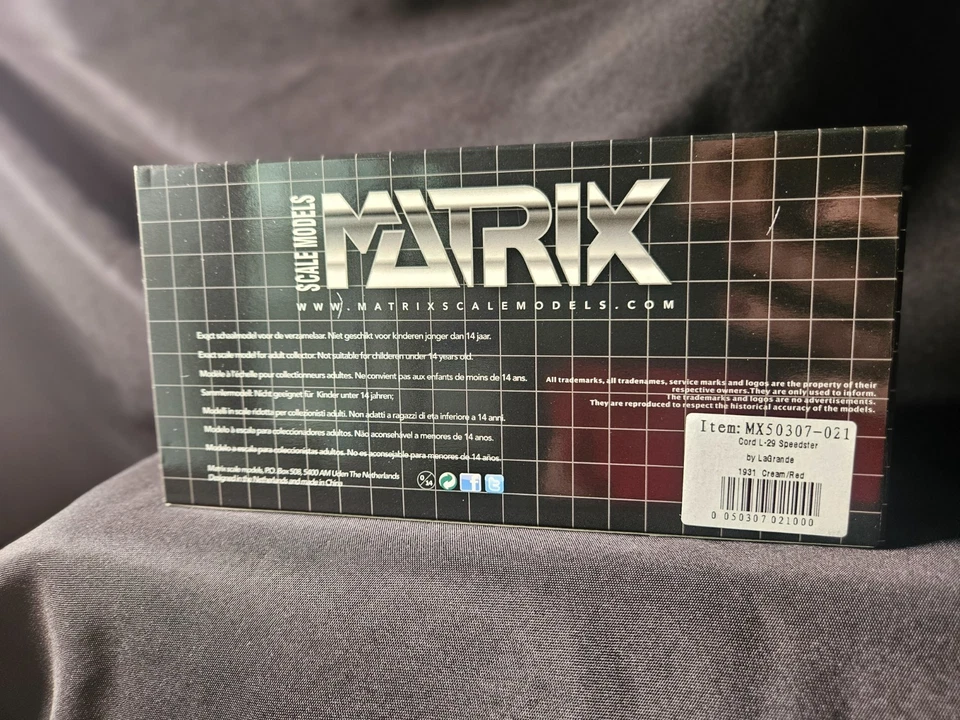 SCALE MODELS
MATRIX
WWW.MATRIXSCALEMODELS.COM
Exact schaalmodel voor de verzamelaar. Niet geschikt voor kinderen jonger dan 14 jaar.
Exact scale model for adult collector. Not suitable for childeren under 14 years old.
Modèle à l'échelle pour collectionneurs adultes. Ne convient pas aux enfants de moins de 14 ans.
Sammlermodell. Nicht geeignet für Kinder unter 14 jahren;
Modelli in scale ridotta per collezionisti adulti. Non adatti a ragazzi di eta inferiore a 14 anni.
Modelo à escala para coleccionadores adultos. Não aconsehavel a menores de 14 anos.
Modelo a escala para coleccionistas adultos. No es aconsejable para menores de 14 años.
Matrix scale models, P.O. Box 508, 5400 AM Uden The Netherlands
Designed in the Netherlands and made in China
0/14
f
All trademarks, all tradenames, service marks and logos are the property of their
respective owners.They are only used to inform.
The trademarks and logos are no advertisements.
They are reproduced to respect the historical accuracy of the models.
Item: MX50307-021
Cord L-29 Speedster
by LaGrande
1931 Cream/Red
0 050307 021000